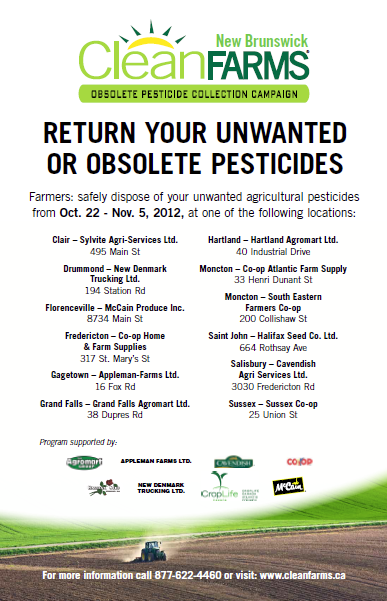 New Brunswick
CleanFARMS®
OBSOLETE PESTICIDE COLLECTION CAMPAIGN
RETURN YOUR UNWANTED
OR OBSOLETE PESTICIDES
Farmers: safely dispose of your unwanted agricultural pesticides
from Oct. 22 - Nov. 5, 2012, at one of the following locations:
Clair – Sylvite Agri-Services Ltd.
495 Main St
Drummond – New Denmark
Trucking Ltd.
194 Station Rd
Florenceville – McCain Produce Inc.
8734 Main St
Fredericton – Co-op Home
& Farm Supplies
317 St. Mary's St
Gagetown – Appleman-Farms Ltd.
16 Fox Rd
Grand Falls – Grand Falls Agromart Ltd.
38 Dupres Rd
Hartland – Hartland Agromart Ltd.
40 Industrial Drive
Moncton – Co-op Atlantic Farm Supply
33 Henri Dunant St
Moncton – South Eastern
Farmers Co-op
200 Collishaw St
Saint John – Halifax Seed Co. Ltd.
664 Rothsay Ave
Salisbury – Cavendish
Agri Services Ltd.
3030 Fredericton Rd
Sussex – Sussex Co-op
25 Union St
Program supported by:
Agromart
GROUP
APPLEMAN FARMS LTD.
CAVENDISH
CO-OP
NEW DENMARK
TRUCKING LTD.
CropLife
CANADA
McCain
For more information call 877-622-4460 or visit: www.cleanfarms.ca